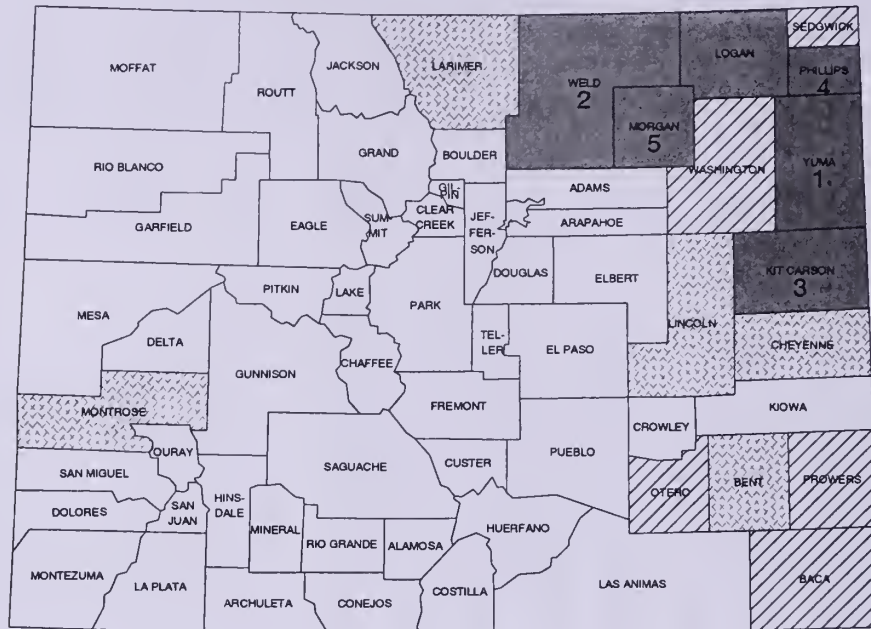 SEDGWICK
MOFFAT
JACKSON
LARIMER
LOGAN
ROUTT
WELD
2
PHILLIPS
4
MORGAN
5
GRAND
BOULDER
RIO BLANCO
WASHINGTON
YUMA
1
GIL-
PIN
ADAMS
CLEAR
CREEK
GARFIELD
EAGLE
SUM-
MIT
JEF-
FER-
SON
ARAPAHOE
DOUGLAS
ELBERT
KIT CARSON
3
PITKIN
LAKE
MESA
PARK
LINCOLN
DELTA
TEL-
LER
EL PASO
CHEYENNE
CHAFFEE
GUNNISON
MONTROSE
FREMONT
KIOWA
CROWLEY
OURAY
SAGUACHE
CUSTER
PUEBLO
SAN MIGUEL
OTERO
BENT
PROWERS
HINS-
DALE
SAN
JUAN
DOLORES
MINERAL
RIO GRANDE
ALAMOSA
HUERFANO
MONTEZUMA
LA PLATA
ARCHULETA
CONEJOS
COSTILLA
LAS ANIMAS
BACA